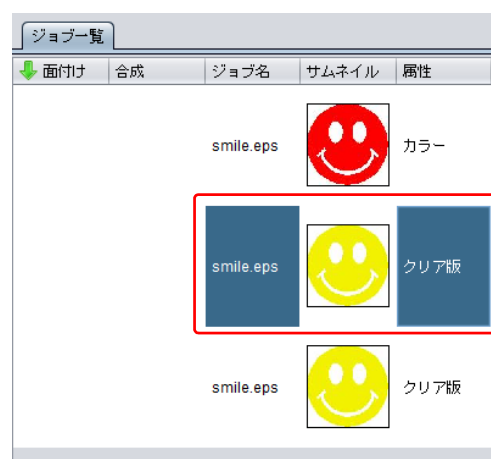 ジョブ一覧
面付け 合成 ジョブ名 サムネイル 属性
smile.eps カラー
smile.eps クリア版
smile.eps クリア版